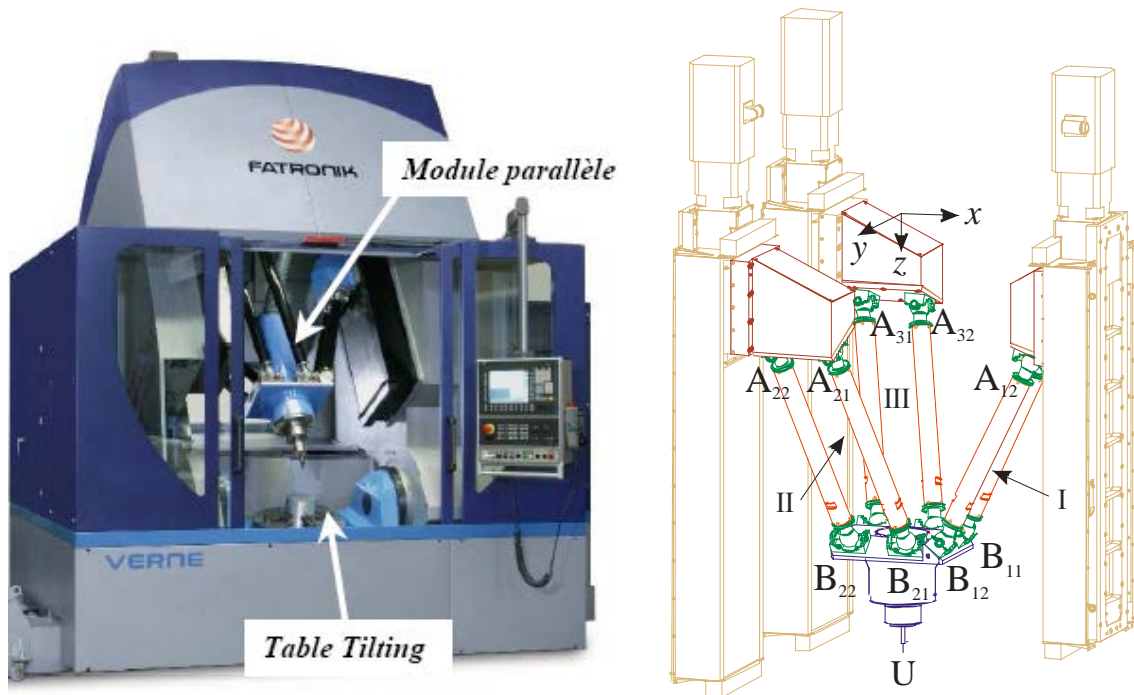 FATRONIK
Module parallèle
VERNE
Table Tilting
x
y
z
A31
A32
A22
A21
A12
III
II
I
B22
B21
B12
B11
U